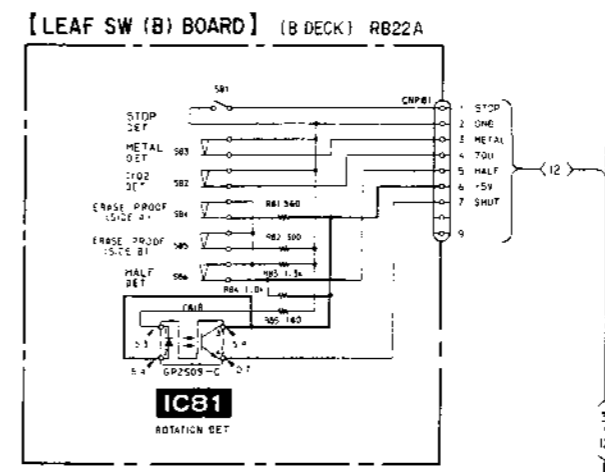 【LEAF SW (B) BOARD】 (B DECK) RB22A
S81
CNP81
STOP DET
1 STOP
2 GND
3 METAL
4 70U
5 HALF
6 +5V
7 SHUT
9
METAL DET S83
CrO2 DET S82
ERASE PROOF (SIDE A) S84
R81 560
ERASE PROOF (SIDE B) S85
R82 300
HALF DET S86
R83 1.3k
R84 1.0k
R85 180
GP2S09-C
IC81
ROTATION DET
12